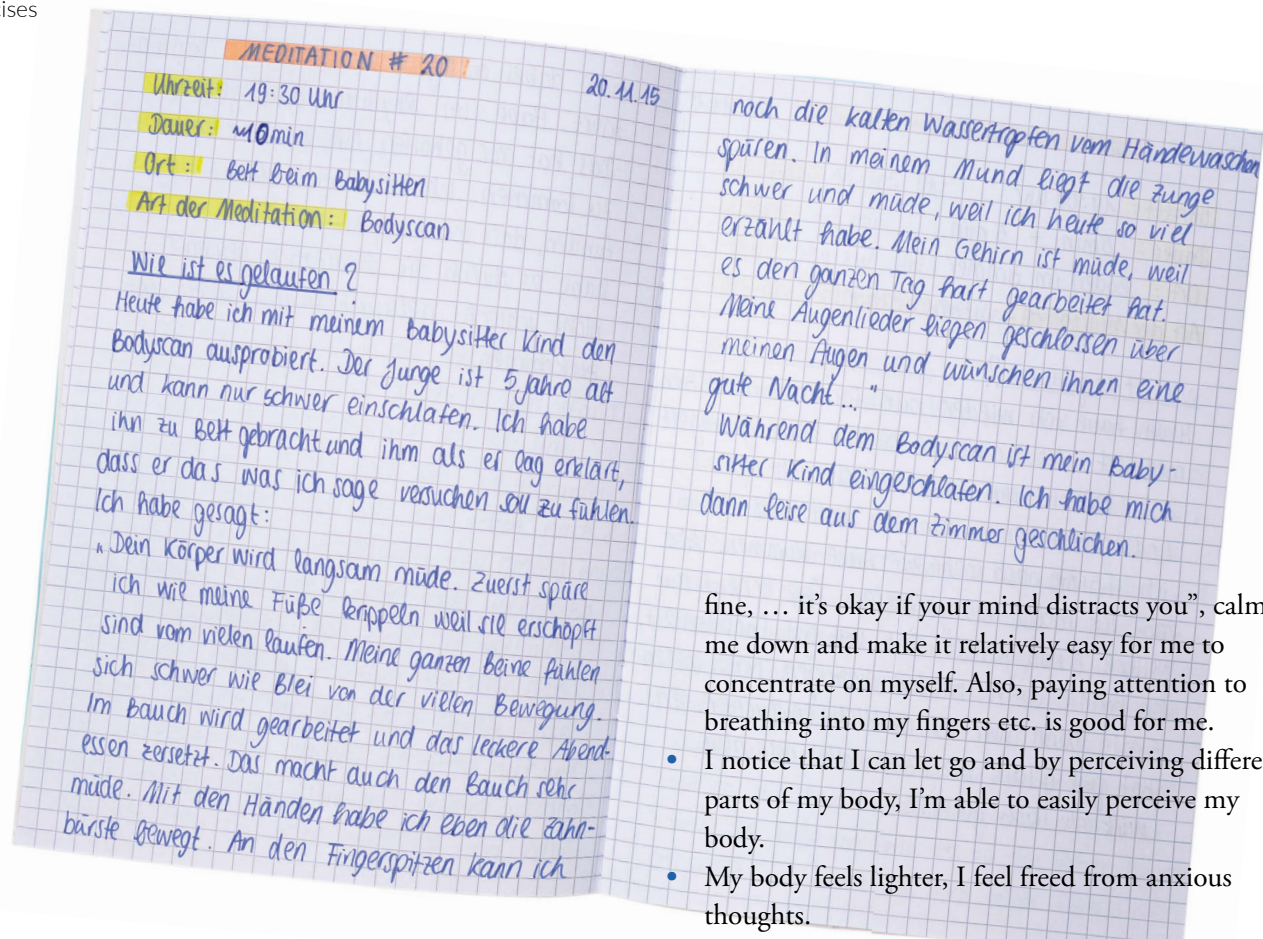 ises
MEDITATION # 20
20.11.15
Uhrzeit: 19:30 Uhr
Dauer: ~10min
Ort: Bett beim Babysitten
Art der Meditation: Bodyscan
Wie ist es gelaufen?
Heute habe ich mit meinem Babysitter Kind den
Bodyscan ausprobiert. Der Junge ist 5 Jahre alt
und kann nur schwer einschlafen. Ich habe
ihn zu Bett gebracht und ihm als er lag erklärt,
dass er das was ich sage versuchen soll zu fühlen.
Ich habe gesagt:
„Dein Körper wird langsam müde. Zuerst spüre
ich wie meine Füße krippeln weil sie erschöpft
sind vom vielen laufen. Meine ganzen Beine fühlen
sich schwer wie Blei von der vielen Bewegung.
Im Bauch wird gearbeitet und das leckere Abend-
essen zersetzt. Das macht auch den Bauch sehr
müde. Mit den Händen habe ich eben die Zahn-
bürste bewegt. An den Fingerspitzen kann ich
noch die kalten Wassertropfen vom Händewaschen
spüren. In meinem Mund liegt die Zunge
schwer und müde, weil ich heute so viel
erzählt habe. Mein Gehirn ist müde, weil
es den ganzen Tag hart gearbeitet hat.
Meine Augenlieder liegen geschlossen über
meinen Augen und wünschen ihnen eine
gute Nacht..."
Während dem Bodyscan ist mein Baby-
sitter Kind eingeschlafen. Ich habe mich
dann leise aus dem Zimmer geschlichen.
fine, … it's okay if your mind distracts you”, calm
me down and make it relatively easy for me to
concentrate on myself. Also, paying attention to
breathing into my fingers etc. is good for me.
• I notice that I can let go and by perceiving differe
parts of my body, I'm able to easily perceive my
body.
• My body feels lighter, I feel freed from anxious
thoughts.